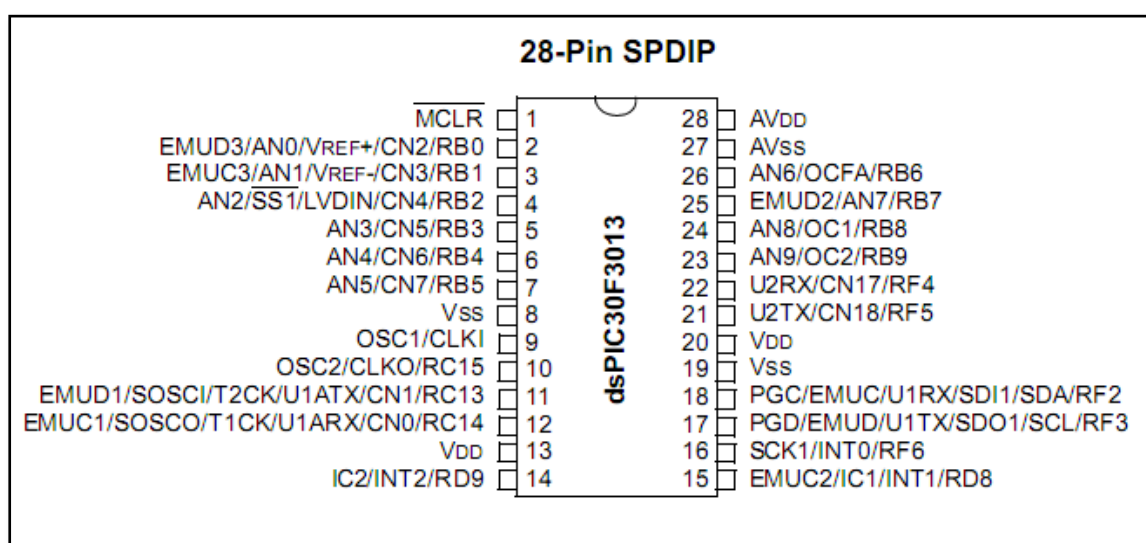 28-Pin SPDIP
MCLR 1 28 AVDD
EMUD3/AN0/VREF+/CN2/RB0 2 27 AVSS
EMUC3/AN1/VREF-/CN3/RB1 3 26 AN6/OCFA/RB6
AN2/SS1/LVDIN/CN4/RB2 4 25 EMUD2/AN7/RB7
AN3/CN5/RB3 5 24 AN8/OC1/RB8
AN4/CN6/RB4 6 23 AN9/OC2/RB9
AN5/CN7/RB5 7 22 U2RX/CN17/RF4
VSS 8 21 U2TX/CN18/RF5
OSC1/CLKI 9 20 VDD
OSC2/CLKO/RC15 10 19 VSS
EMUD1/SOSCI/T2CK/U1ATX/CN1/RC13 11 18 PGC/EMUC/U1RX/SDI1/SDA/RF2
EMUC1/SOSCO/T1CK/U1ARX/CN0/RC14 12 17 PGD/EMUD/U1TX/SDO1/SCL/RF3
VDD 13 16 SCK1/INT0/RF6
IC2/INT2/RD9 14 15 EMUC2/IC1/INT1/RD8
dsPIC30F3013